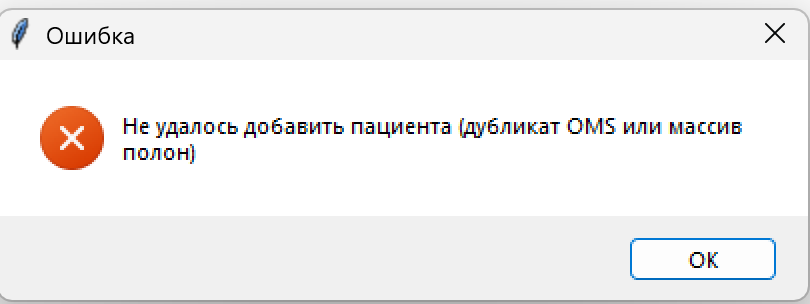 Ошибка
Не удалось добавить пациента (дубликат OMS или массив
полон)
OK